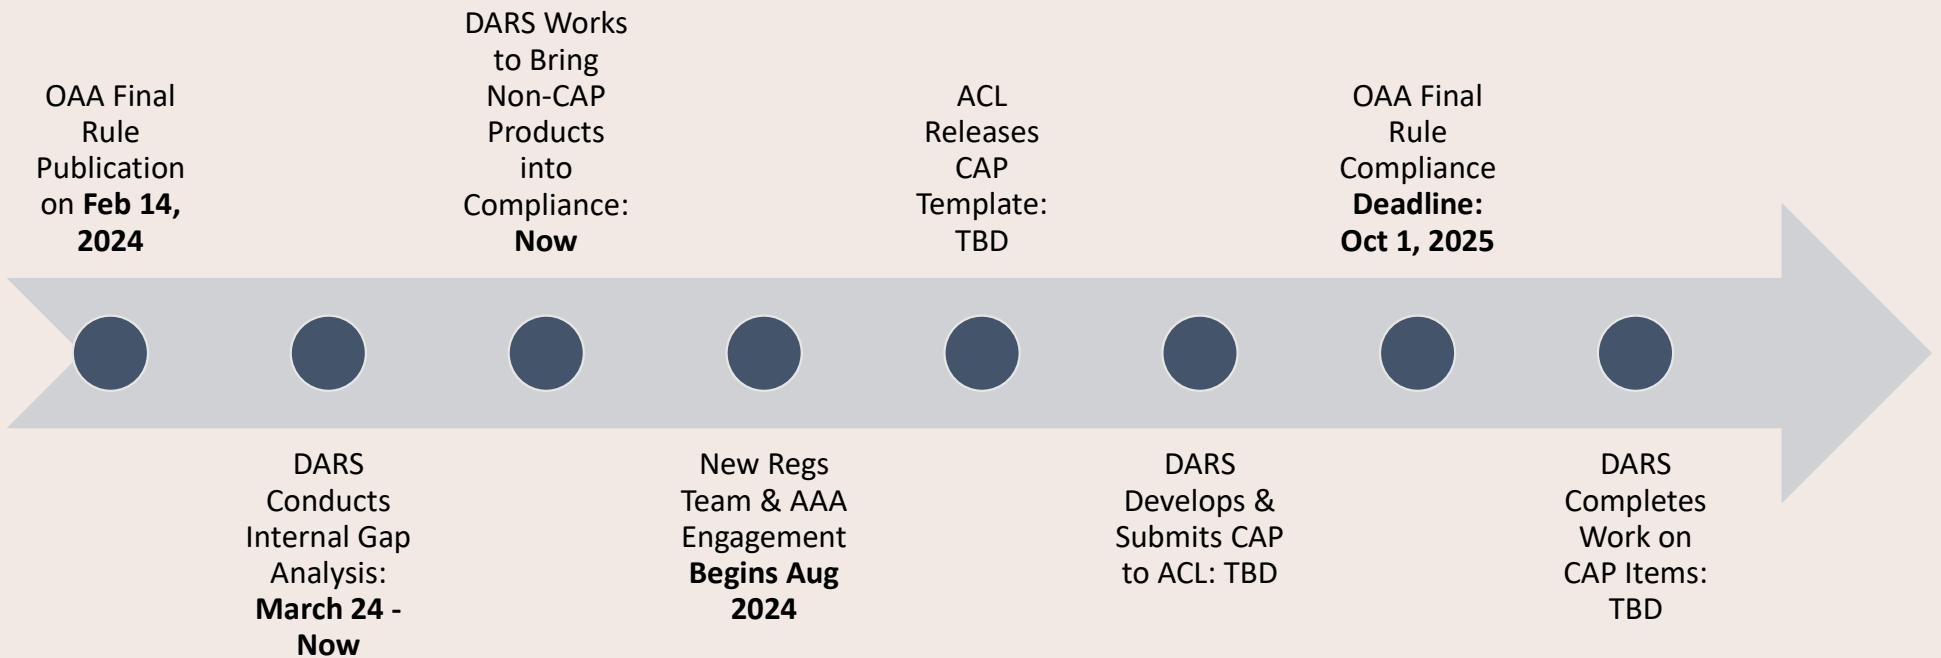 OAA Final
Rule
Publication
on Feb 14,
2024
DARS
Conducts
Internal Gap
Analysis:
March 24 -
Now
DARS Works
to Bring
Non-CAP
Products
into
Compliance:
Now
New Regs
Team & AAA
Engagement
Begins Aug
2024
ACL
Releases
CAP
Template:
TBD
DARS
Develops &
Submits CAP
to ACL: TBD
OAA Final
Rule
Compliance
Deadline:
Oct 1, 2025
DARS
Completes
Work on
CAP Items:
TBD